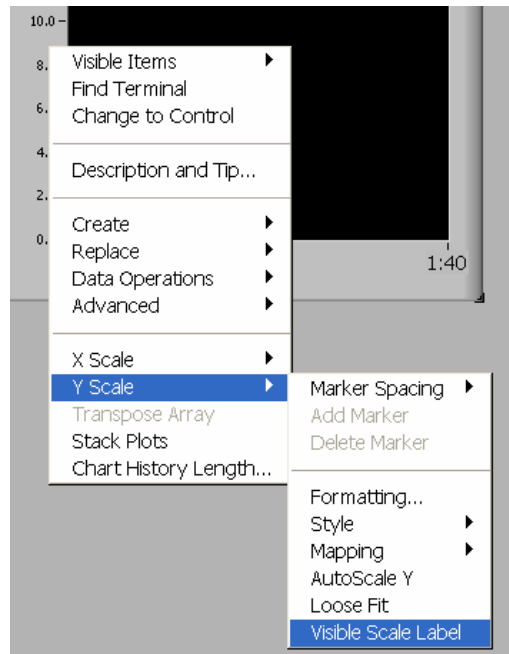 10.0
8.
6.
4.
2.
0.
1:40
Visible Items
Find Terminal
Change to Control
Description and Tip...
Create
Replace
Data Operations
Advanced
X Scale
Y Scale
Transpose Array
Stack Plots
Chart History Length...
Marker Spacing
Add Marker
Delete Marker
Formatting...
Style
Mapping
AutoScale Y
Loose Fit
Visible Scale Label